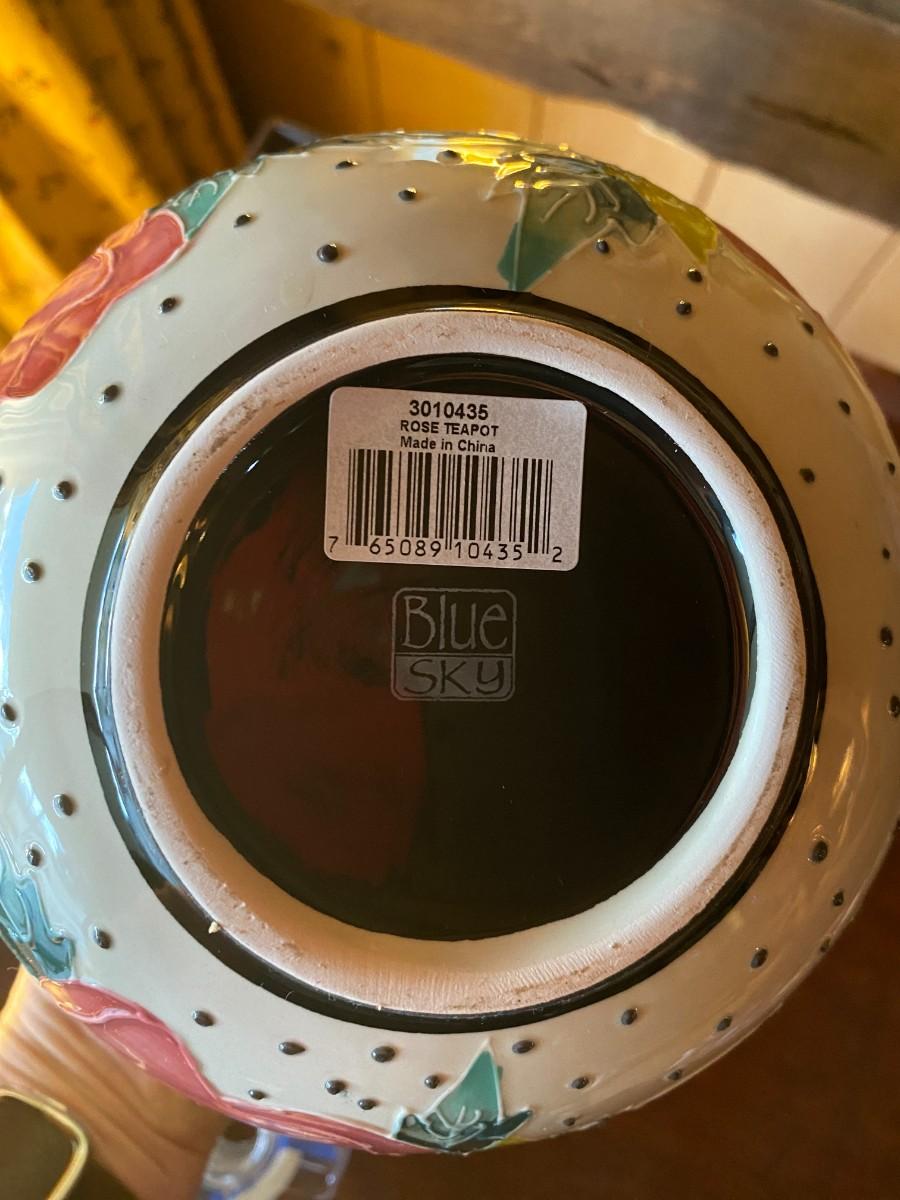 3010435
ROSE TEAPOT
Made in China
7 65089 10435 2
Blue
SKY